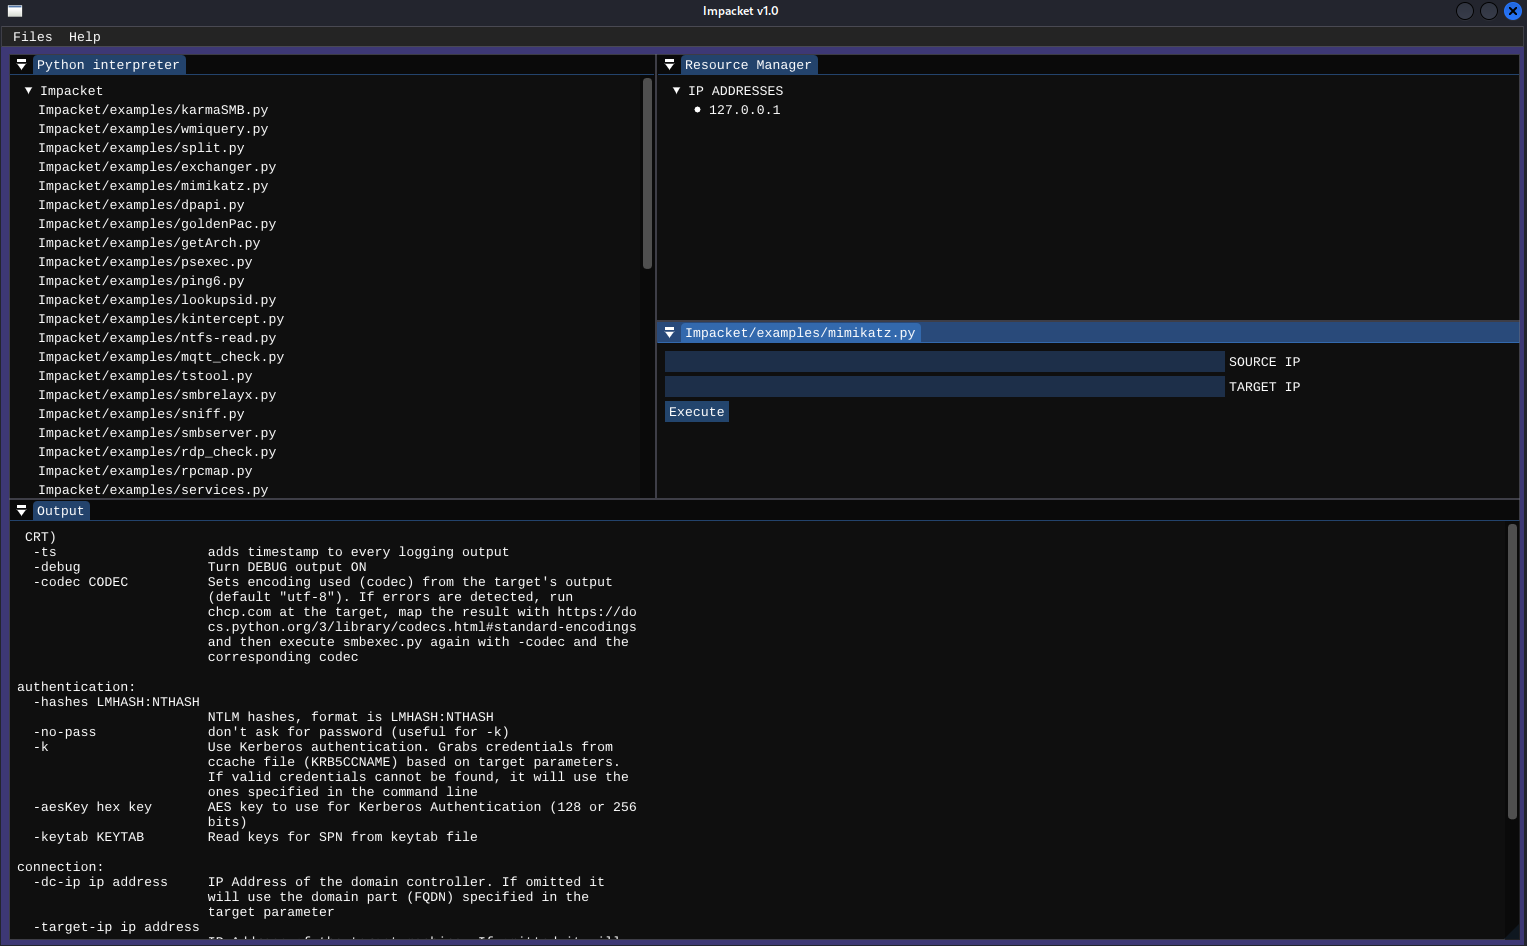 Impacket v1.0
Files Help
Python interpreter
Impacket
Impacket/examples/karmaSMB.py
Impacket/examples/wmiquery.py
Impacket/examples/split.py
Impacket/examples/exchanger.py
Impacket/examples/mimikatz.py
Impacket/examples/dpapi.py
Impacket/examples/goldenPac.py
Impacket/examples/getArch.py
Impacket/examples/psexec.py
Impacket/examples/ping6.py
Impacket/examples/lookupsid.py
Impacket/examples/kintercept.py
Impacket/examples/ntfs-read.py
Impacket/examples/mqtt_check.py
Impacket/examples/tstool.py
Impacket/examples/smbrelayx.py
Impacket/examples/sniff.py
Impacket/examples/smbserver.py
Impacket/examples/rdp_check.py
Impacket/examples/rpcmap.py
Impacket/examples/services.py
Resource Manager
IP ADDRESSES
127.0.0.1
Impacket/examples/mimikatz.py
SOURCE IP
TARGET IP
Execute
Output
CRT)
-ts adds timestamp to every logging output
-debug Turn DEBUG output ON
-codec CODEC Sets encoding used (codec) from the target's output
(default "utf-8"). If errors are detected, run
chcp.com at the target, map the result with https://do
cs.python.org/3/library/codecs.html#standard-encodings
and then execute smbexec.py again with -codec and the
corresponding codec
authentication:
-hashes LMHASH:NTHASH
NTLM hashes, format is LMHASH:NTHASH
-no-pass don't ask for password (useful for -k)
-k Use Kerberos authentication. Grabs credentials from
ccache file (KRB5CCNAME) based on target parameters.
If valid credentials cannot be found, it will use the
ones specified in the command line
-aesKey hex key AES key to use for Kerberos Authentication (128 or 256
bits)
-keytab KEYTAB Read keys for SPN from keytab file
connection:
-dc-ip ip address IP Address of the domain controller. If omitted it
will use the domain part (FQDN) specified in the
target parameter
-target-ip ip address